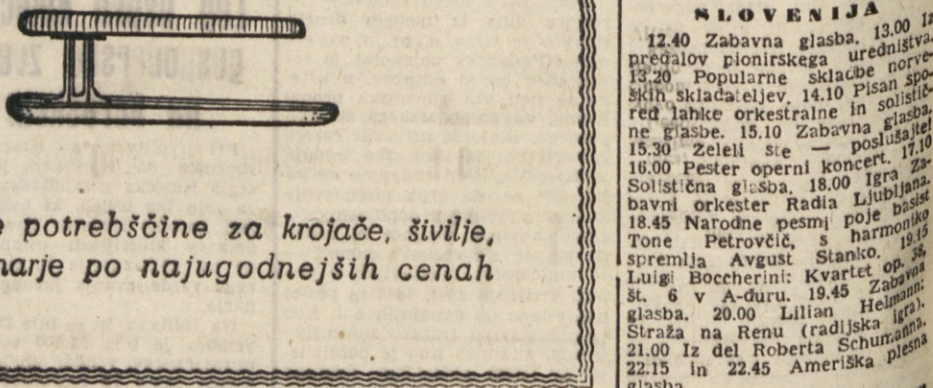 potrebščine za krojače, šivilje,
po najugodnejših cenah
SLOVENIJA
12.40 Zabavna glasba. 13.00 Iz
predalov pionirskega uredništva.
13.20 Popularne skladbe norve-
ških skladateljev. 14.10 Pisan spo-
red lahke orkestralne in solistič-
ne glasbe. 15.10 Zabavna glasba.
15.30 Želeli ste — poslušajte!
16.00 Pester operni koncert. 17.10
Solistična glasba. 18.00 Igra Za-
bavni orkester Radia Ljubljana.
18.45 Narodne pesmi poje basist
Tone Petrovčič, s harmoniko
spremlja Avgust Stanko. 19.15
Luigi Boccherini: Kvartet op. 38,
št. 6 v A-duru. 19.45 Zabavna
glasba. 20.00 Lilian Helmann:
Straža na Renu (radijska igra).
21.00 Iz del Roberta Schumanna.
22.15 in 22.45 Ameriška plesna
glasba